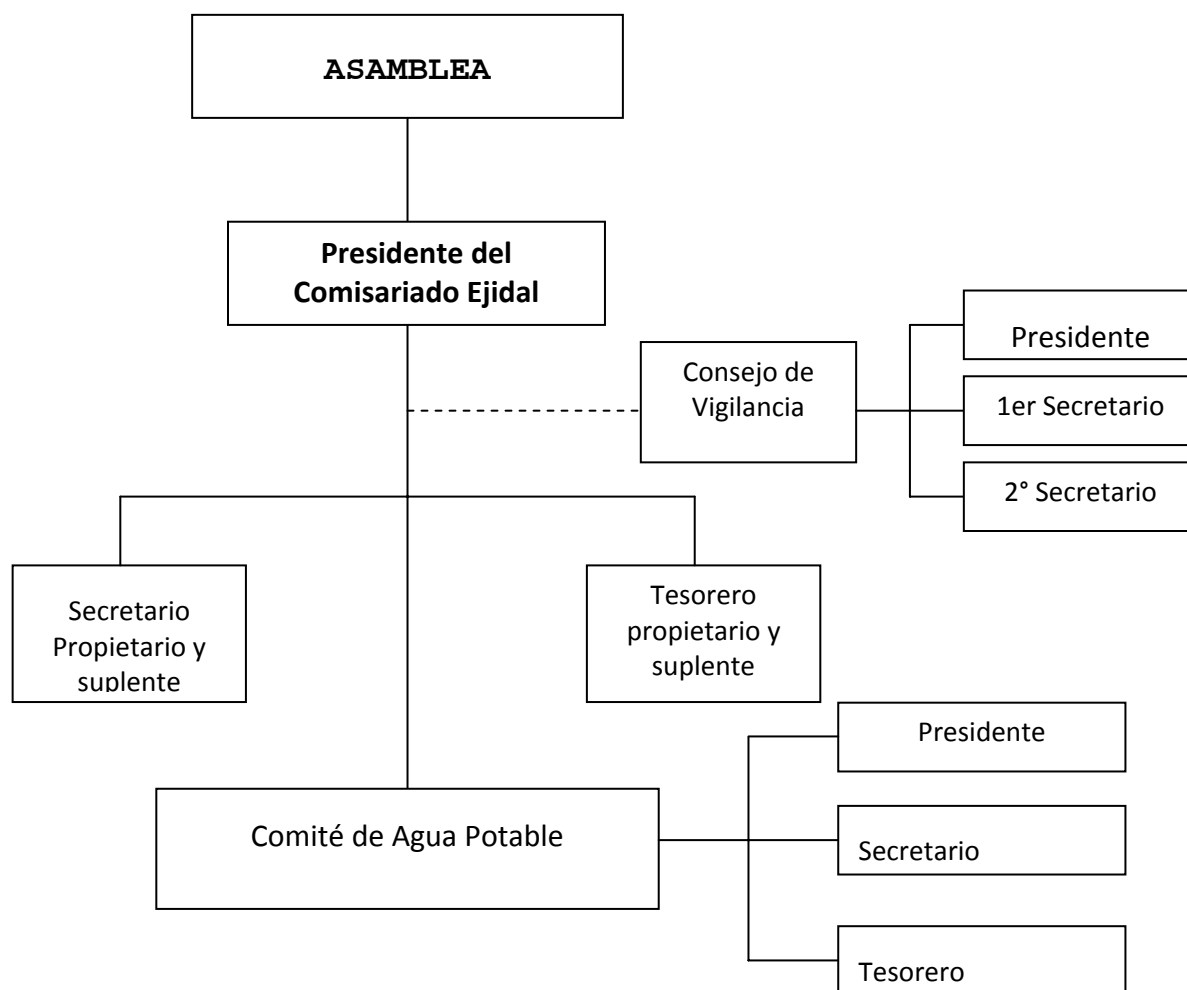 ASAMBLEA
Presidente del
Comisariado Ejidal
Consejo de
Vigilancia
Presidente
1er Secretario
2° Secretario
Secretario
Propietario y
suplente
Tesorero
propietario y
suplente
Comité de Agua Potable
Presidente
Secretario
Tesorero